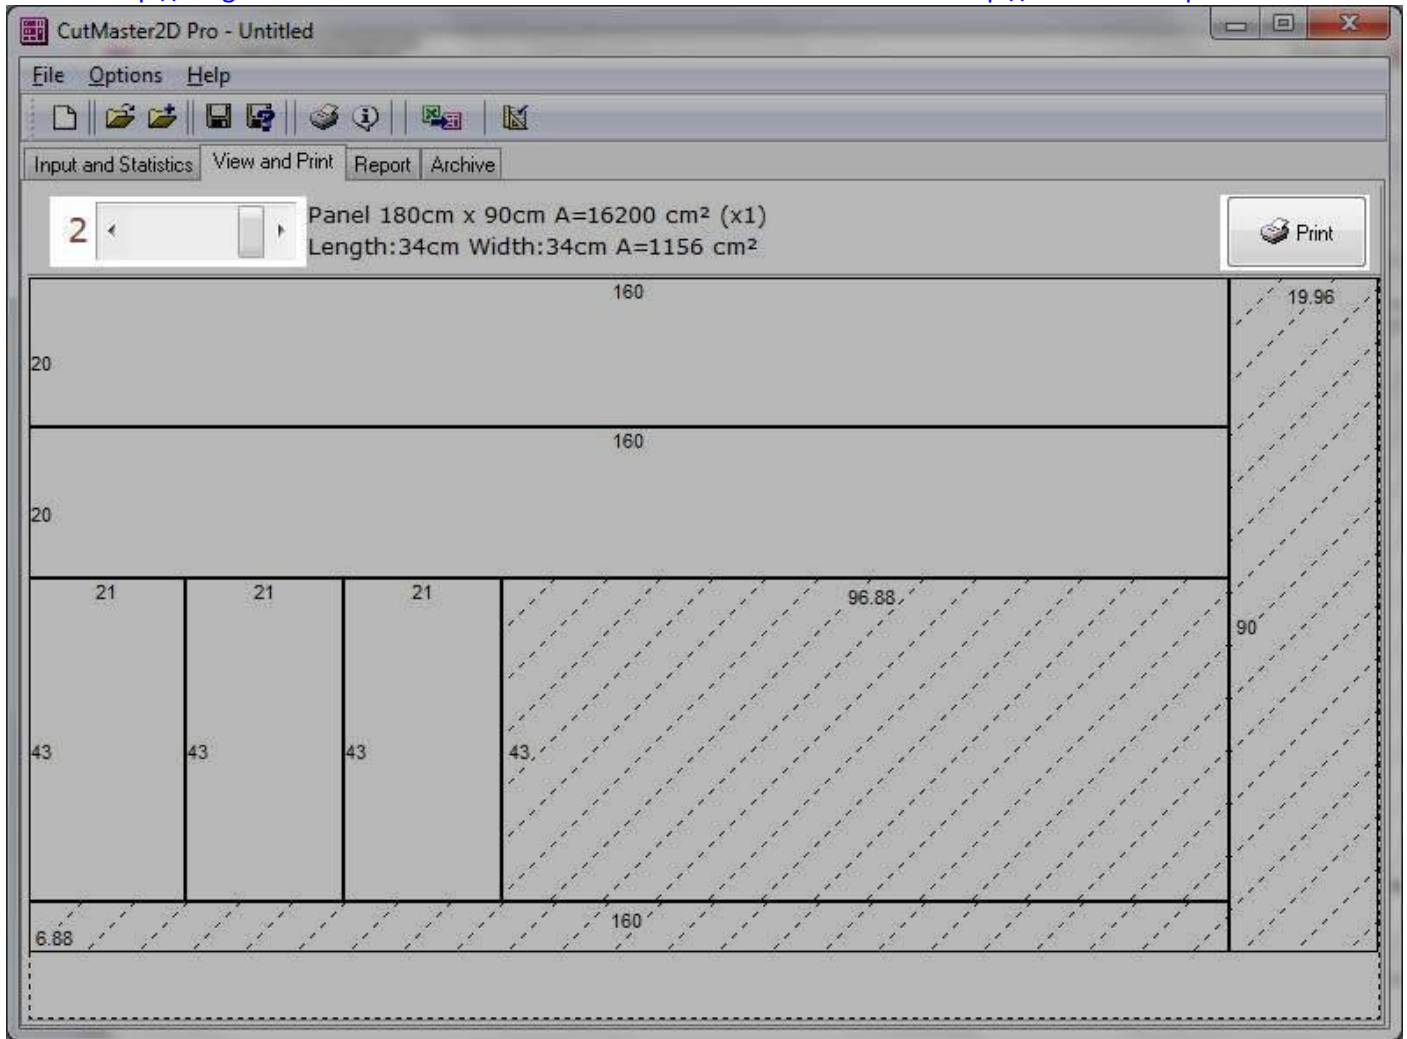 CutMaster2D Pro - Untitled
File Options Help
Input and Statistics View and Print Report Archive
2
Panel 180cm x 90cm A=16200 cm² (x1)
Length:34cm Width:34cm A=1156 cm²
Print
160
19.96
20
160
20
21 21 21 96.88
90
43 43 43 43
160
6.88